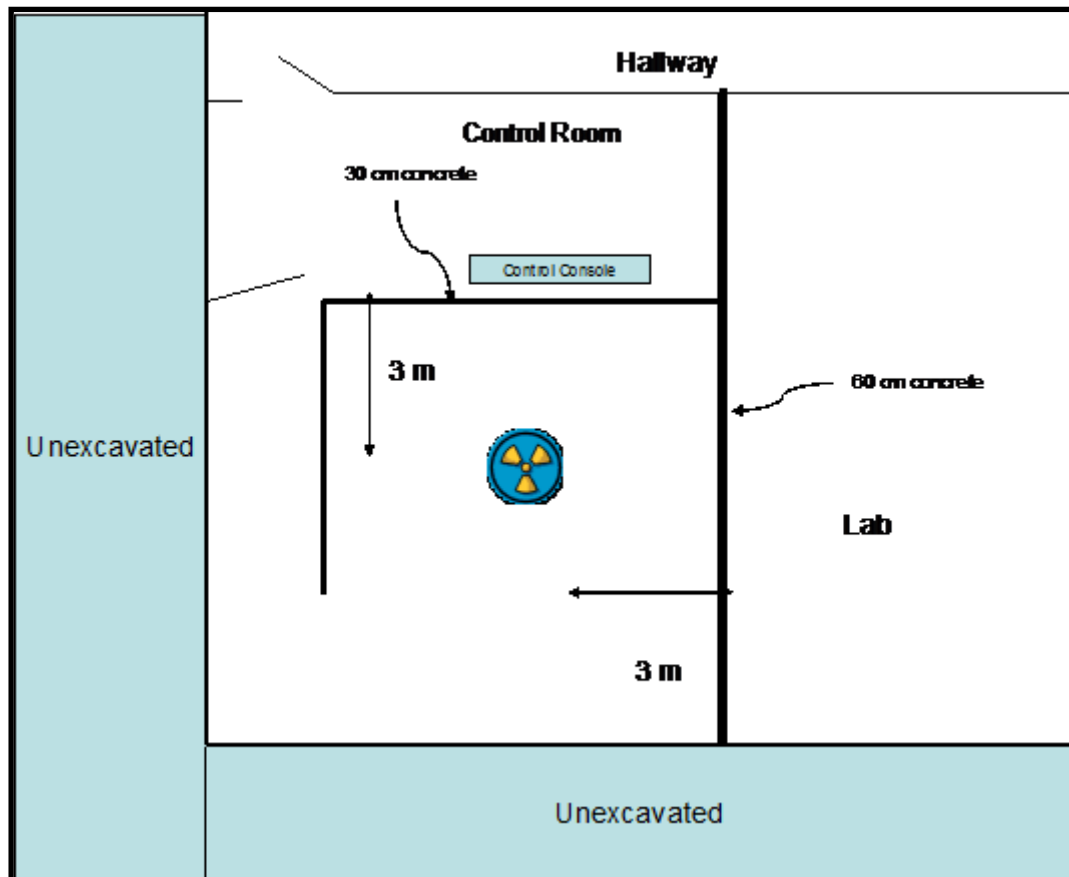 Hallway
Control Room
30 cm concrete
Control Console
3 m
60 cm concrete
Unexcavated
Lab
3 m
Unexcavated